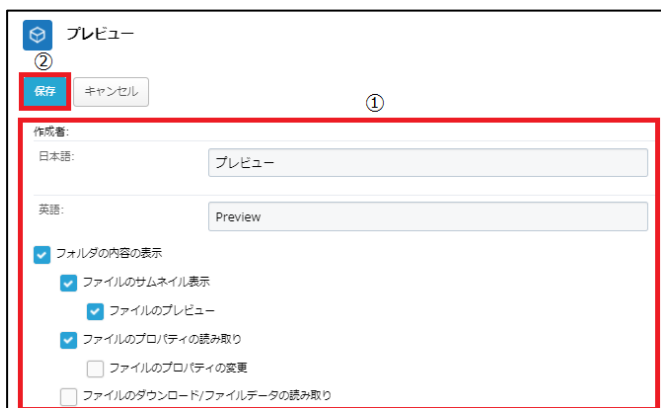 プレビュー
②
保存 キャンセル
①
作成者:
日本語: プレビュー
英語: Preview
フォルダの内容の表示
ファイルのサムネイル表示
ファイルのプレビュー
ファイルのプロパティの読み取り
ファイルのプロパティの変更
ファイルのダウンロード/ファイルデータの読み取り